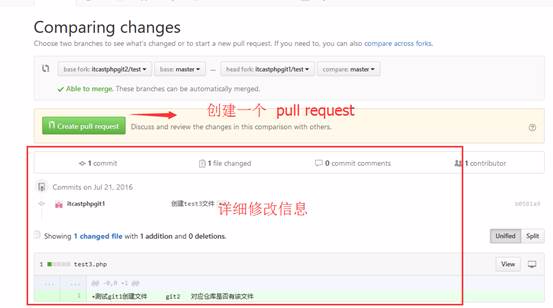 Comparing changes
Choose two branches to see what's changed or to start a new pull request. If you need to, you can also compare across forks.
base fork: itcastphpgit2/test base: master ... head fork: itcastphpgit1/test compare: master
Able to merge. These branches can be automatically merged.
创建一个 pull request
Create pull request Discuss and review the changes in this comparison with others.
1 commit 1 file changed 0 commit comments 1 contributor
Commits on Jul 21, 2016
itcastphpgit1 创建test3文件
详细修改信息
Showing 1 changed file with 1 addition and 0 deletions. Unified Split
1 test3.php View
... ... @@ -0,0 +1 @@
1 +测试git1创建文件 git2 对应仓库是否有该文件